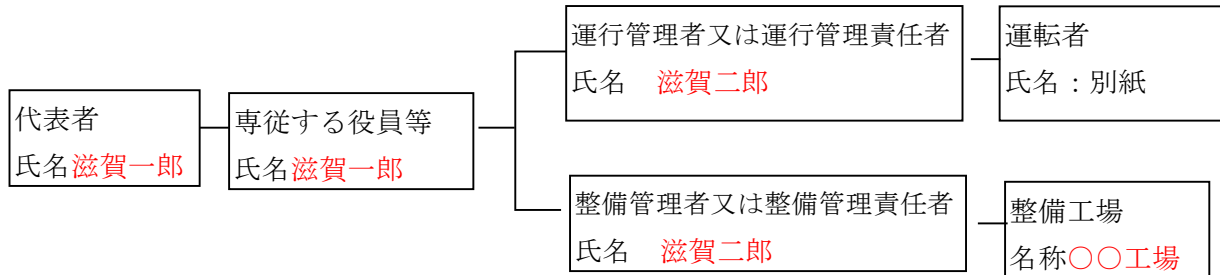 代表者
氏名滋賀一郎
専従する役員等
氏名滋賀一郎
運行管理者又は運行管理責任者
氏名　滋賀二郎
運転者
氏名：別紙
整備管理者又は整備管理責任者
氏名　滋賀二郎
整備工場
名称○○工場